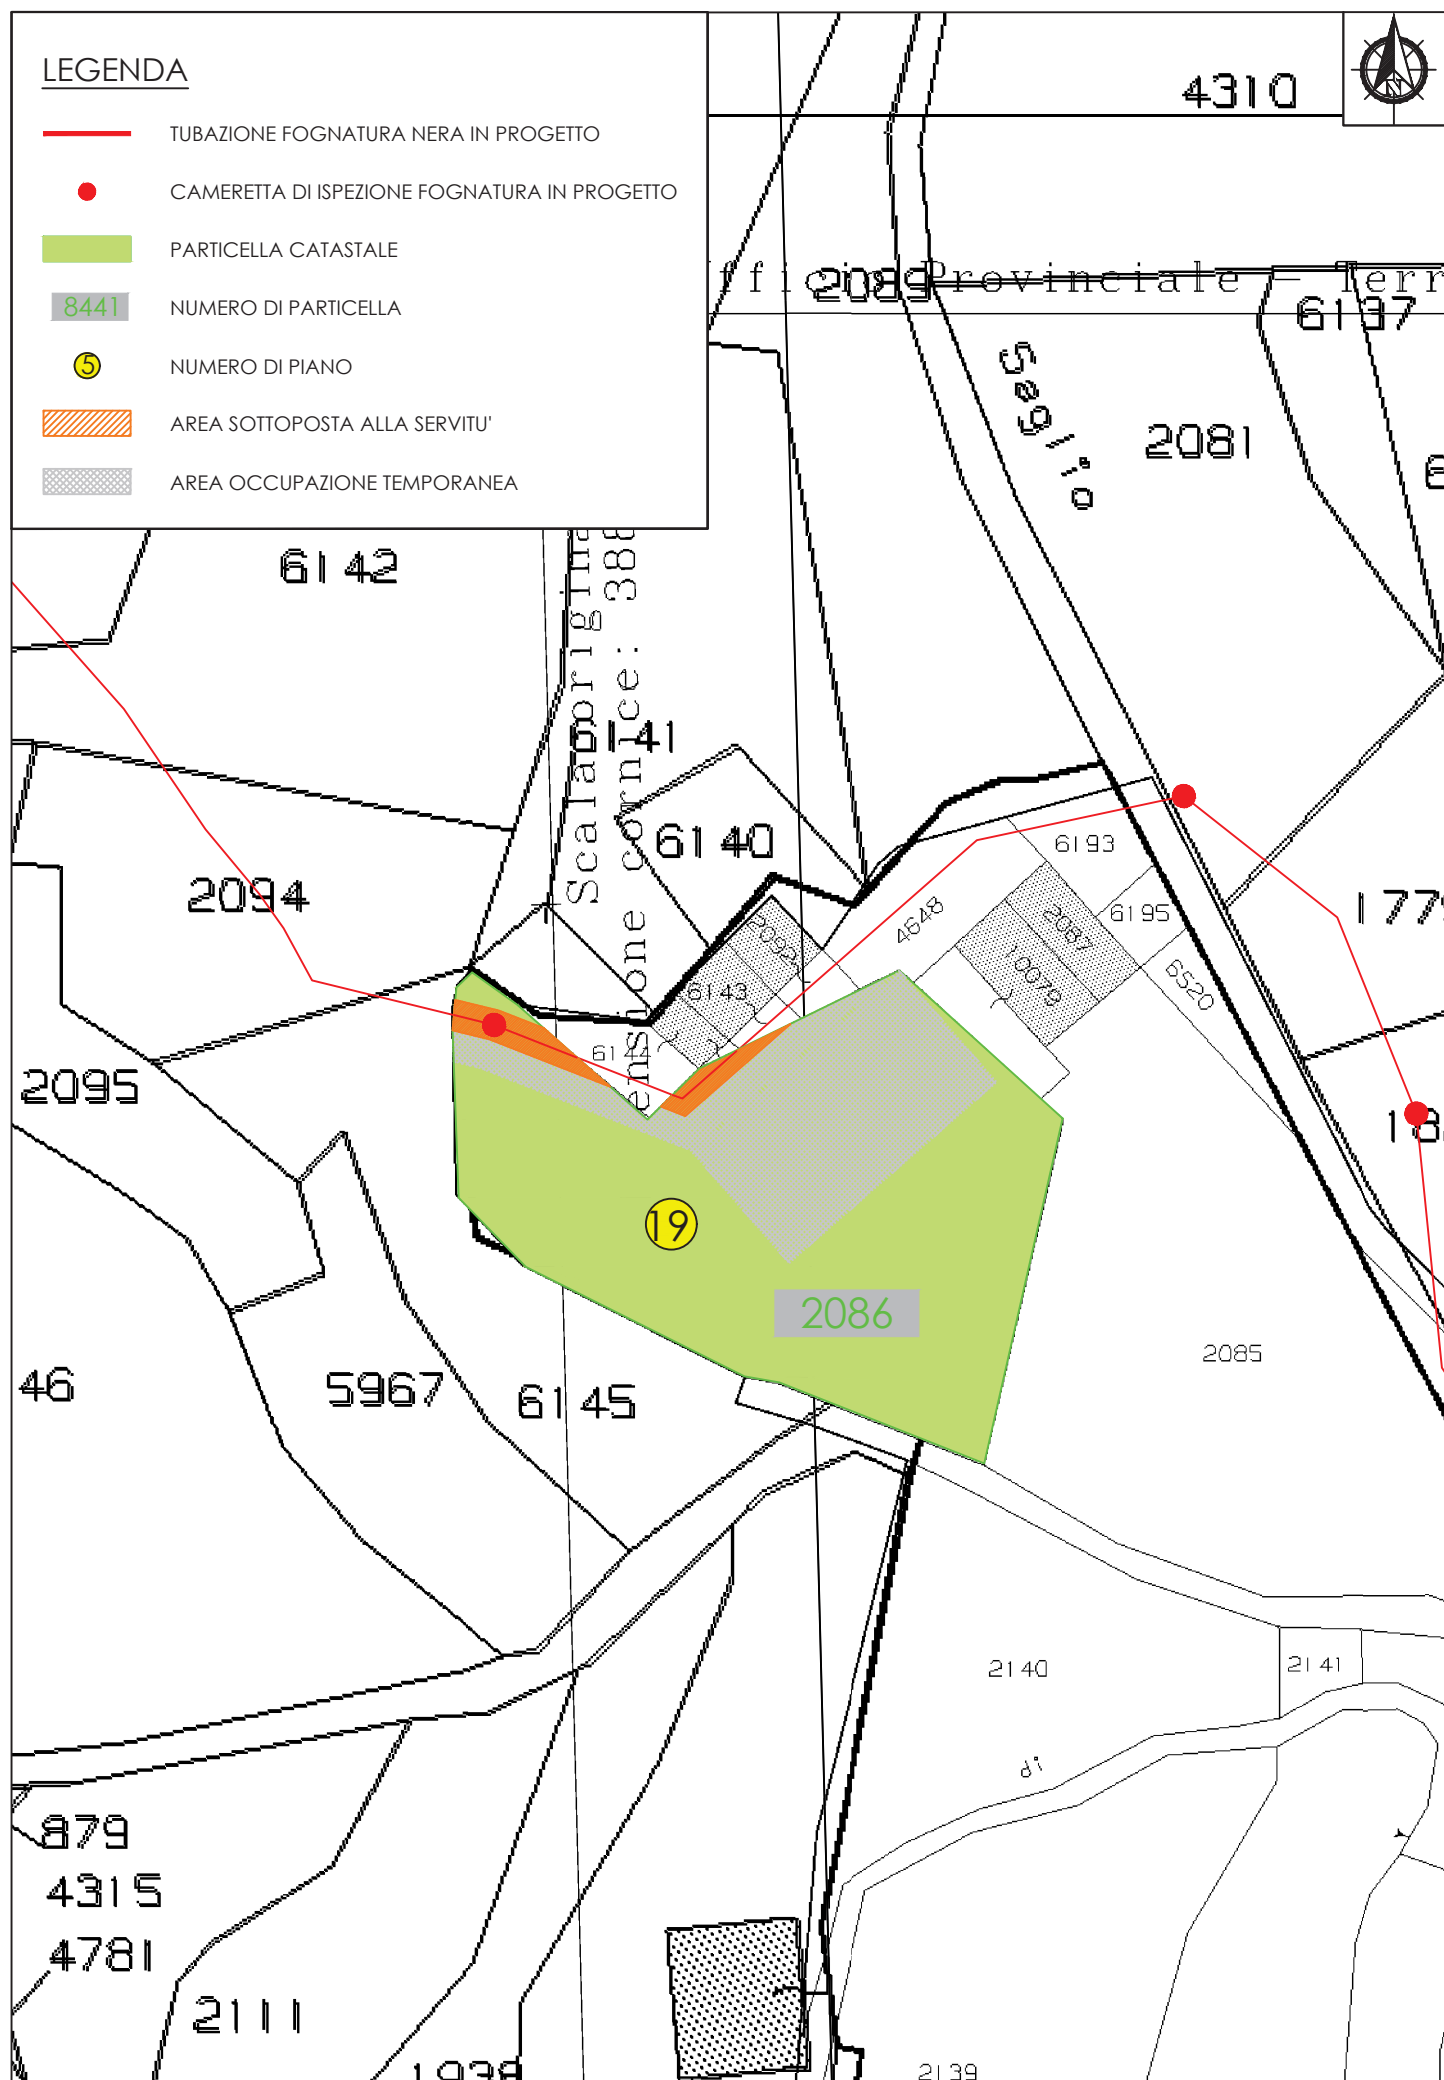 LEGENDA
TUBAZIONE FOGNATURA NERA IN PROGETTO
CAMERETTA DI ISPEZIONE FOGNATURA IN PROGETTO
PARTICELLA CATASTALE
8441 NUMERO DI PARTICELLA
5 NUMERO DI PIANO
AREA SOTTOPOSTA ALLA SERVITU'
AREA OCCUPAZIONE TEMPORANEA
N
4310
2089
Provinciale -
6137
Seglio
2081
6142
6141
6140
6193
2094
4648
2087
6195
2092
10079
6520
6143
6144
2095
19
2086
2085
46
5967
6145
2140
2141
di
879
4315
4781
2111
1938
2139